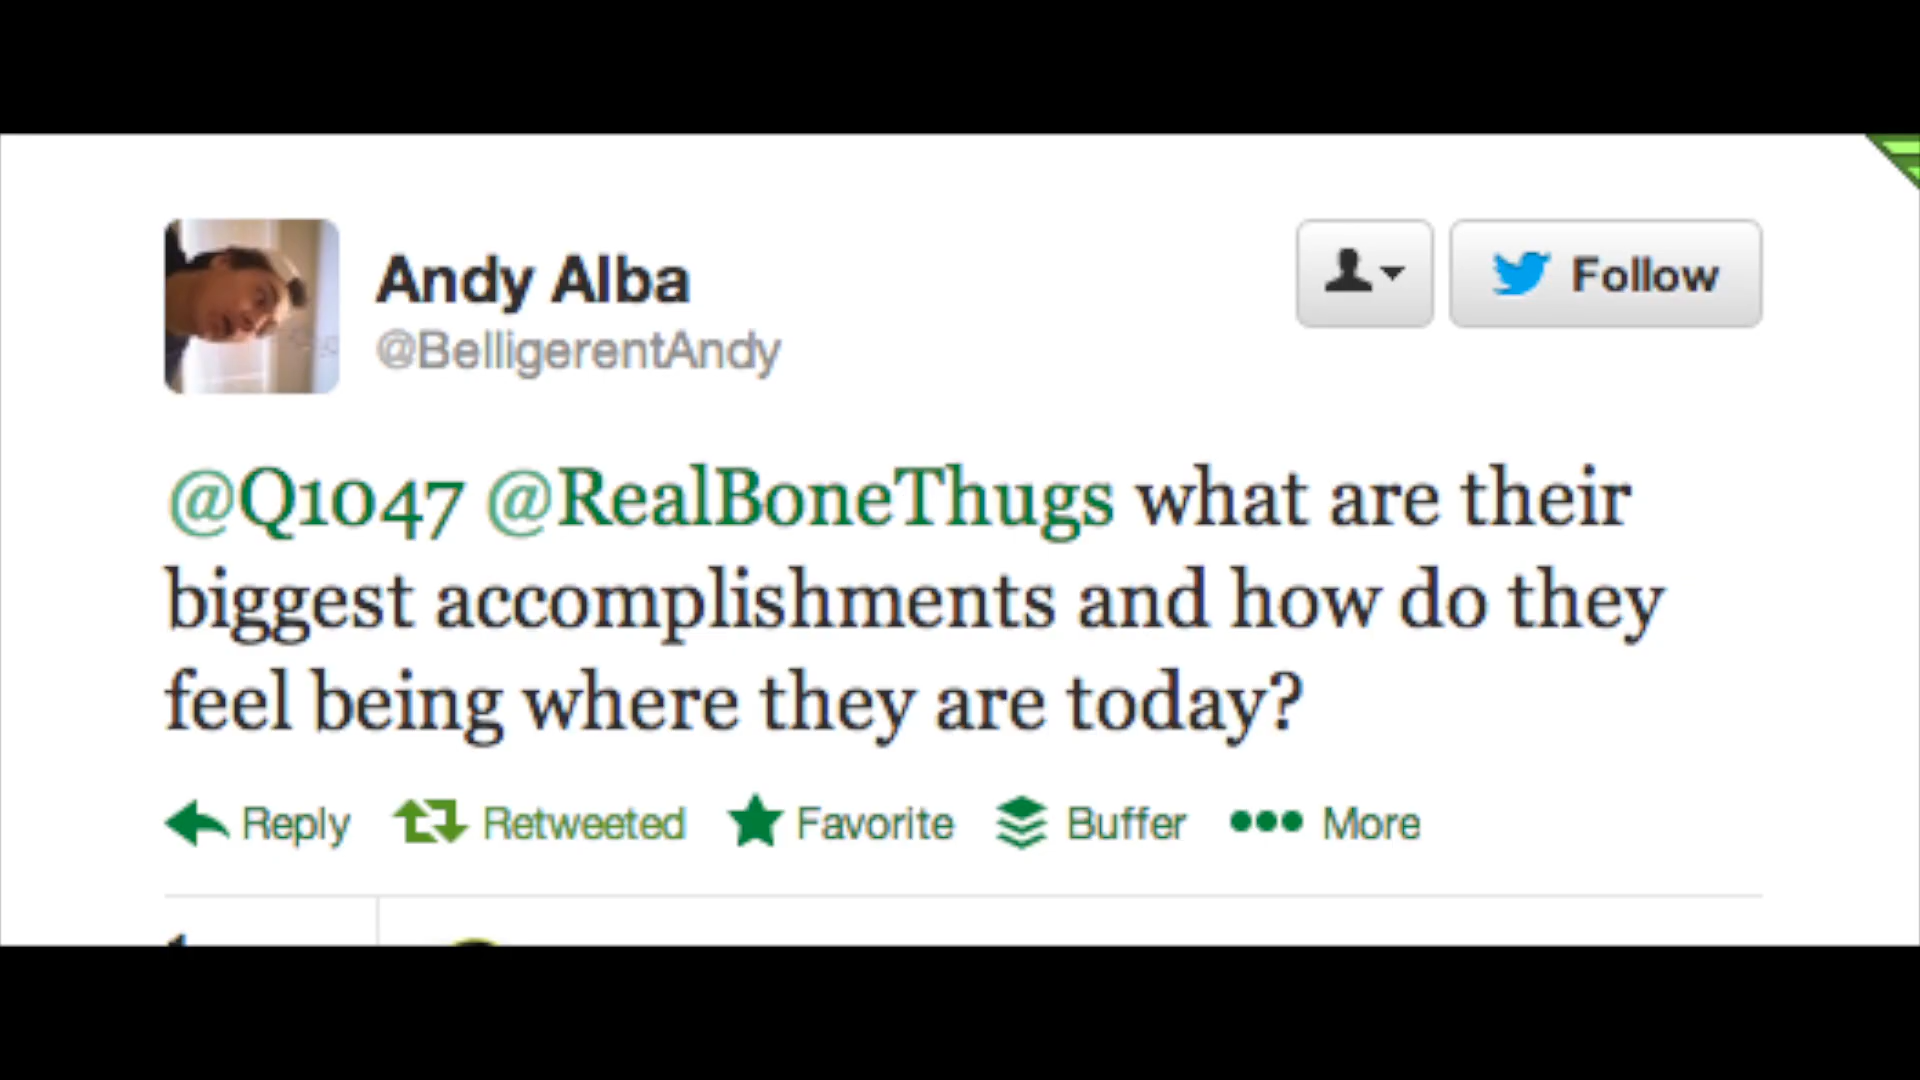 Andy Alba
Follow
@BelligerentAndy
@Q1047 @RealBoneThugs what are their
biggest accomplishments and how do they
feel being where they are today?
Reply Retweeted Favorite Buffer More